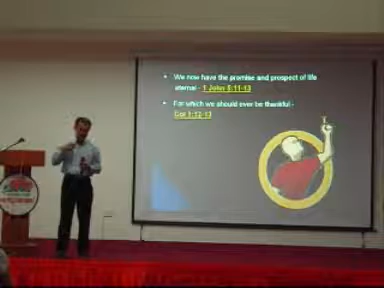 We now have the promise and prospect of life
eternal - 1 John 5:11-13
For which we should ever be thankful -
Col 1:12-13